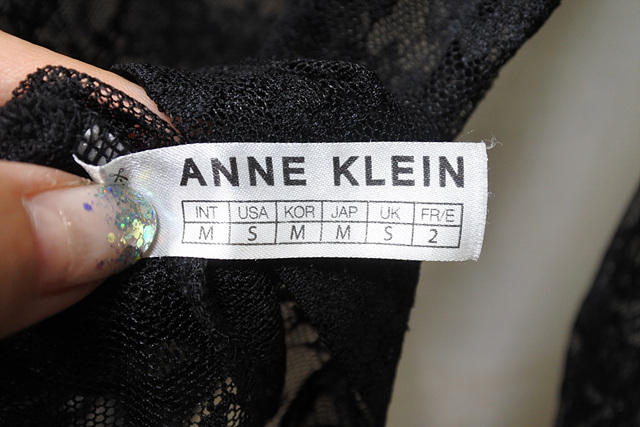 ANNE KLEIN
INT USA KOR JAP UK FR/E
M S M M S 2